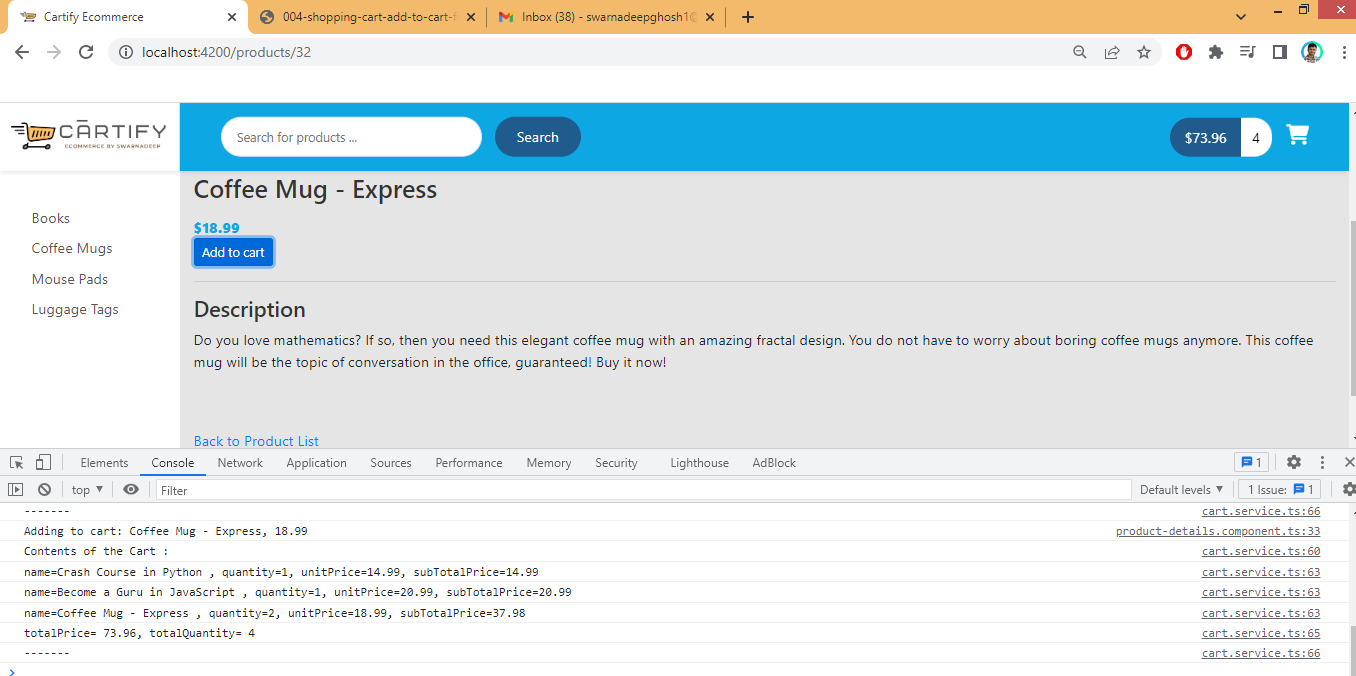 Cartify Ecommerce
004-shopping-cart-add-to-cart-f
Inbox (38) - swarnadeepghosh1@
localhost:4200/products/32
CARTIFY
ECOMMERCE BY SWARNADEEP
Search for products ...
Search
$73.96
4
Books
Coffee Mugs
Mouse Pads
Luggage Tags
Coffee Mug - Express
$18.99
Add to cart
Description
Do you love mathematics? If so, then you need this elegant coffee mug with an amazing fractal design. You do not have to worry about boring coffee mugs anymore. This coffee
mug will be the topic of conversation in the office, guaranteed! Buy it now!
Back to Product List
Elements Console Network Application Sources Performance Memory Security Lighthouse AdBlock 1
top Filter Default levels 1 Issue: 1
------- cart.service.ts:66
Adding to cart: Coffee Mug - Express, 18.99 product-details.component.ts:33
Contents of the Cart : cart.service.ts:60
name=Crash Course in Python , quantity=1, unitPrice=14.99, subTotalPrice=14.99 cart.service.ts:63
name=Become a Guru in JavaScript , quantity=1, unitPrice=20.99, subTotalPrice=20.99 cart.service.ts:63
name=Coffee Mug - Express , quantity=2, unitPrice=18.99, subTotalPrice=37.98 cart.service.ts:63
totalPrice= 73.96, totalQuantity= 4 cart.service.ts:65
------- cart.service.ts:66